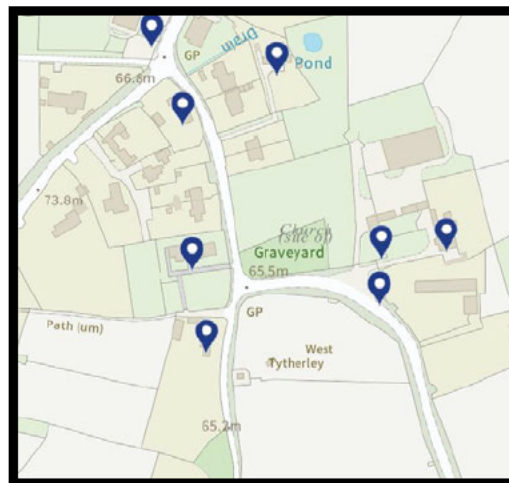 Drain
GP
Pond
66.8m
73.8m
Church
(site of)
Graveyard
65.5m
GP
Path (um)
West
Tytherley
65.2m